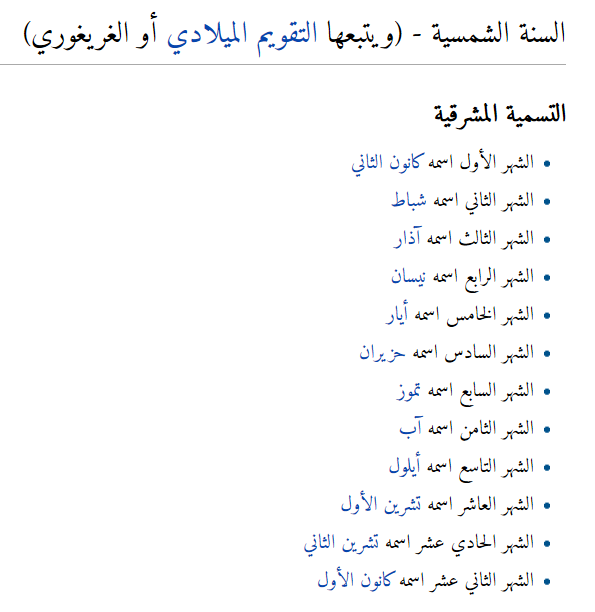 السنة الشمسية - (ويتبعها التقويم الميلادي أو الغريغوري)
التسمية المشرقية
• الشهر الأول اسمه كانون الثاني
• الشهر الثاني اسمه شباط
• الشهر الثالث اسمه آذار
• الشهر الرابع اسمه نيسان
• الشهر الخامس اسمه أيار
• الشهر السادس اسمه حزيران
• الشهر السابع اسمه تموز
• الشهر الثامن اسمه آب
• الشهر التاسع اسمه أيلول
• الشهر العاشر اسمه تشرين الأول
• الشهر الحادي عشر اسمه تشرين الثاني
• الشهر الثاني عشر اسمه كانون الأول